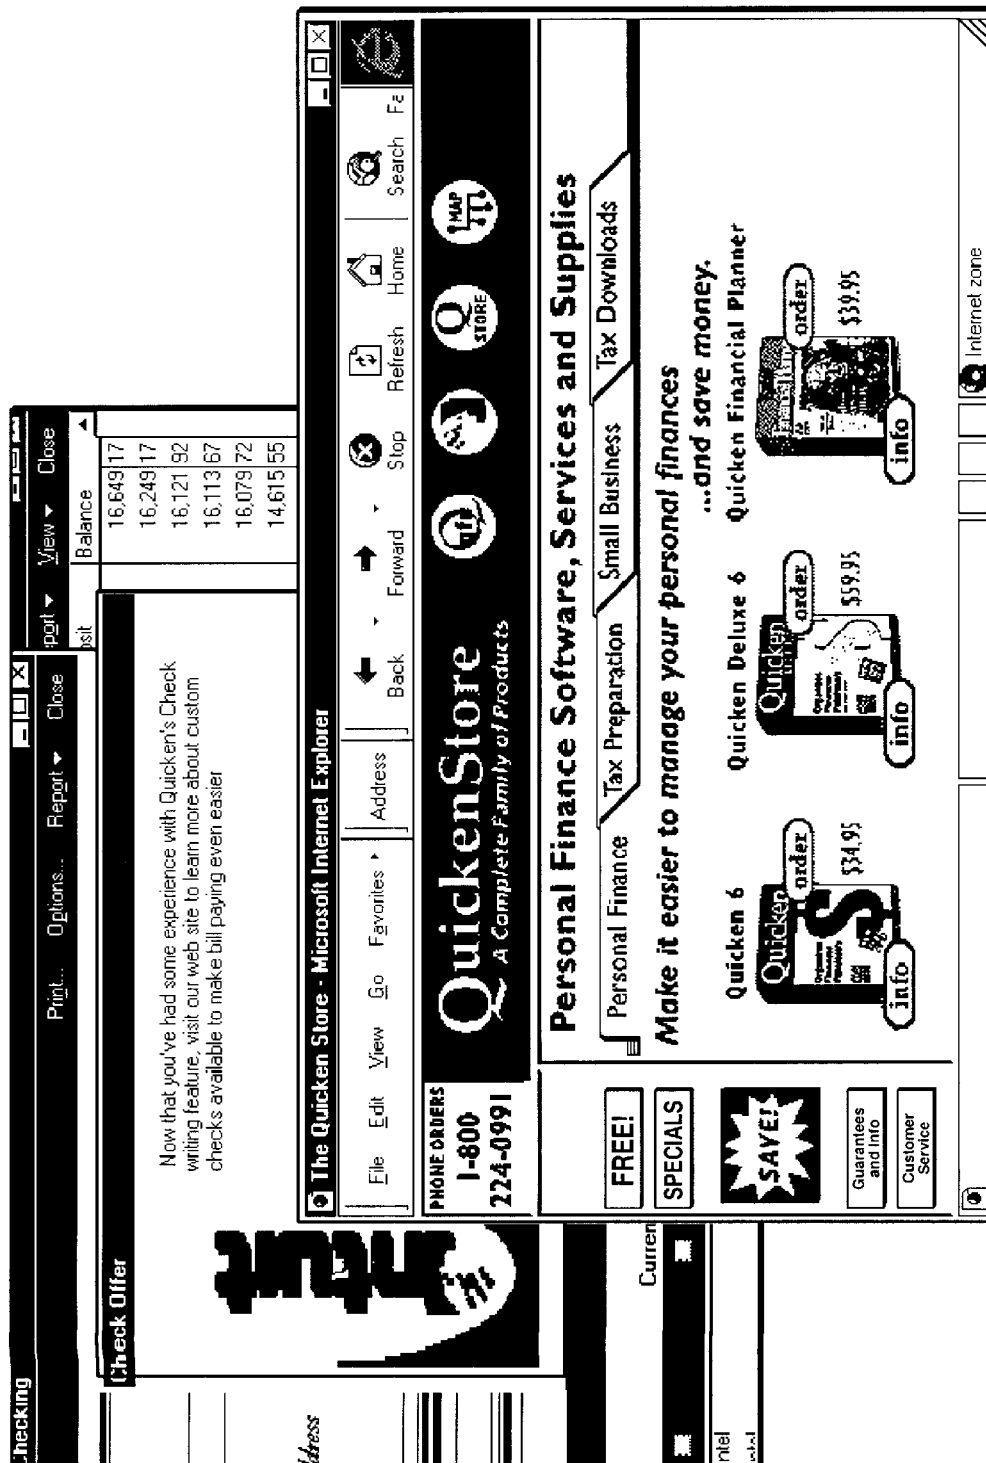 Checking
Print... Options... Report ▾ Close
View ▾ Close
Balance
16,649 17
16,249 17
16,121 92
16,113 67
16,079 72
14,615 55
Check Offer
Now that you've had some experience with Quicken's Check
writing feature, visit our web site to learn more about custom
checks available to make bill paying even easier
The Quicken Store - Microsoft Internet Explorer
File Edit View Go Favorites Address Back Forward Stop Refresh Home Search Fa
PHONE ORDERS
1-800
224-0991
QuickenStore
A Complete Family of Products
Q STORE
MAP
FREE!
SPECIALS
SAVE!
Guarantees
and Info
Customer
Service
Personal Finance Software, Services and Supplies
Personal Finance Tax Preparation Small Business Tax Downloads
Make it easier to manage your personal finances
...and save money.
Quicken 6 Quicken Deluxe 6 Quicken Financial Planner
Quicken order Quicken order order
$34.95 $59.95 $39.95
info info info
Internet zone